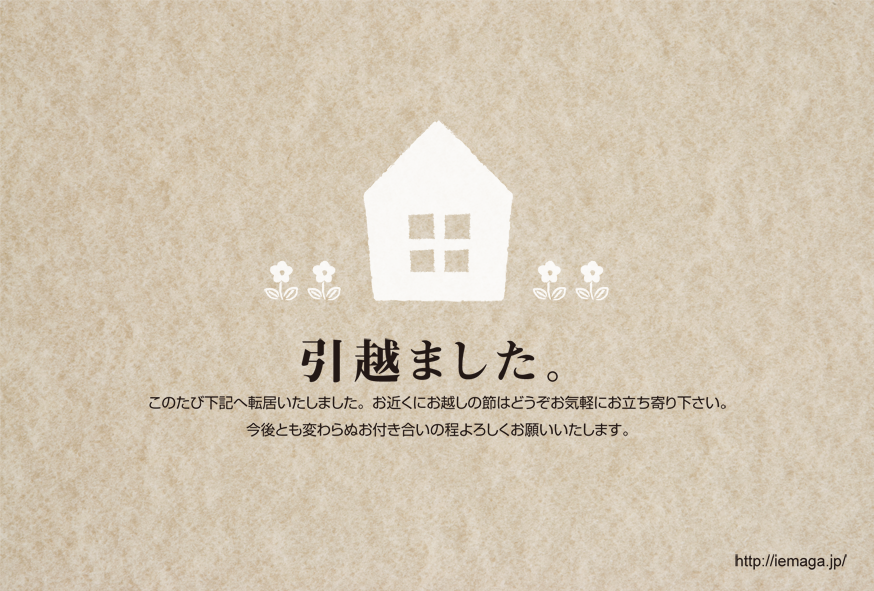 引越ました。
このたび下記へ転居いたしました。お近くにお越しの節はどうぞお気軽にお立ち寄り下さい。
今後とも変わらぬお付き合いの程よろしくお願いいたします。
http://iemaga.jp/